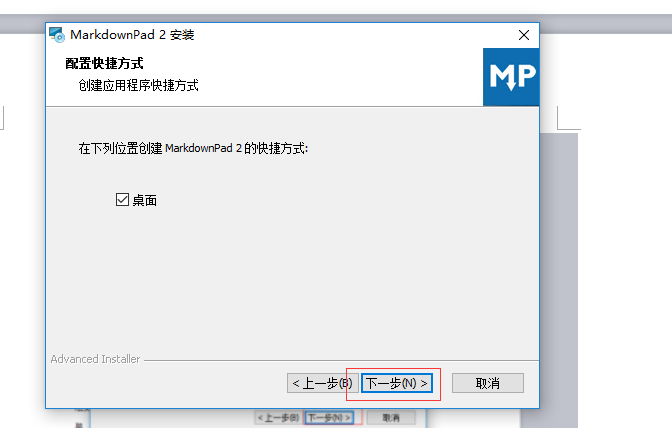 MarkdownPad 2 安装
配置快捷方式
创建应用程序快捷方式
MP
在下列位置创建 MarkdownPad 2 的快捷方式:
桌面
Advanced Installer
< 上一步(B) 下一步(N) > 取消
< 上一步(B) 下一步(N) > 取消